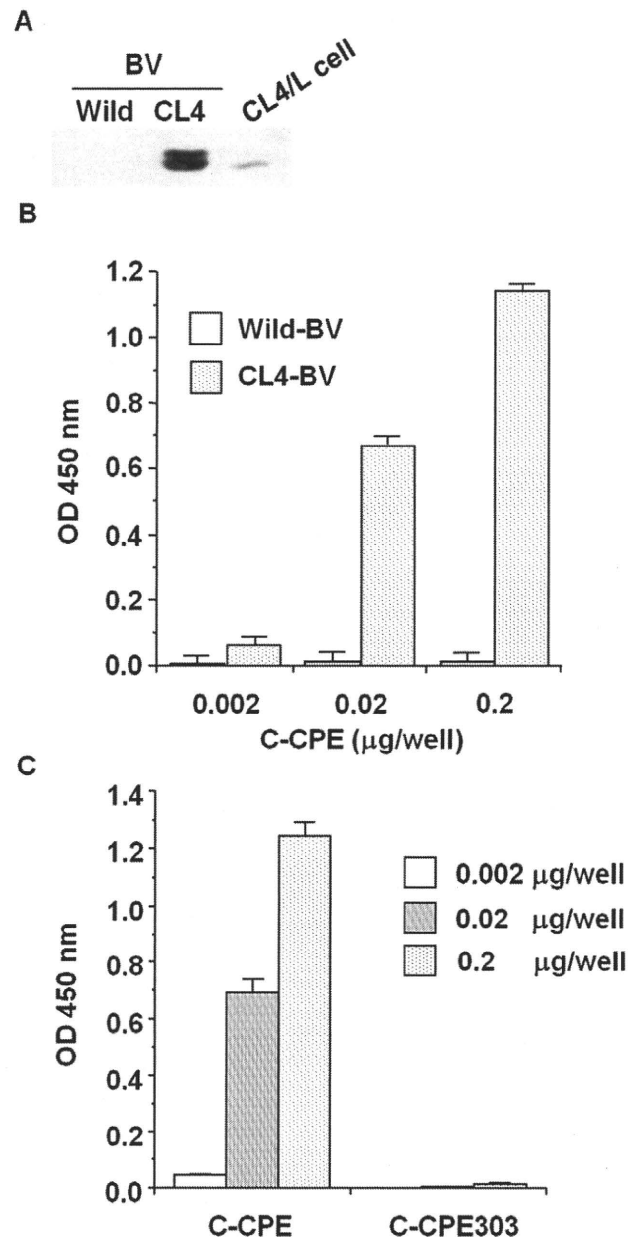 A
BV
Wild CL4 CL4/L cell
B
1.2
1.0
0.8
0.6
0.4
0.2
0.0
OD 450 nm
Wild-BV
CL4-BV
0.002 0.02 0.2
C-CPE (μg/well)
C
1.4
1.2
1.0
0.8
0.6
0.4
0.2
0.0
OD 450 nm
0.002 μg/well
0.02 μg/well
0.2 μg/well
C-CPE C-CPE303